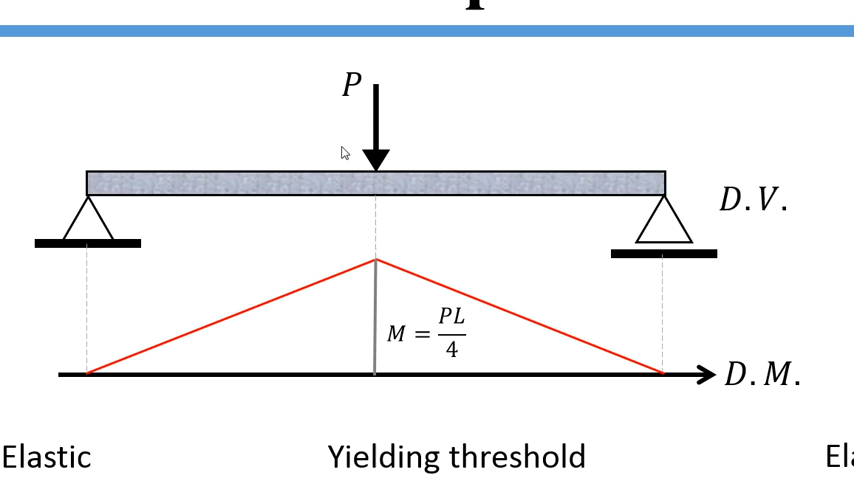 P
D.V.
M = PL/4
D.M.
Elastic
Yielding threshold